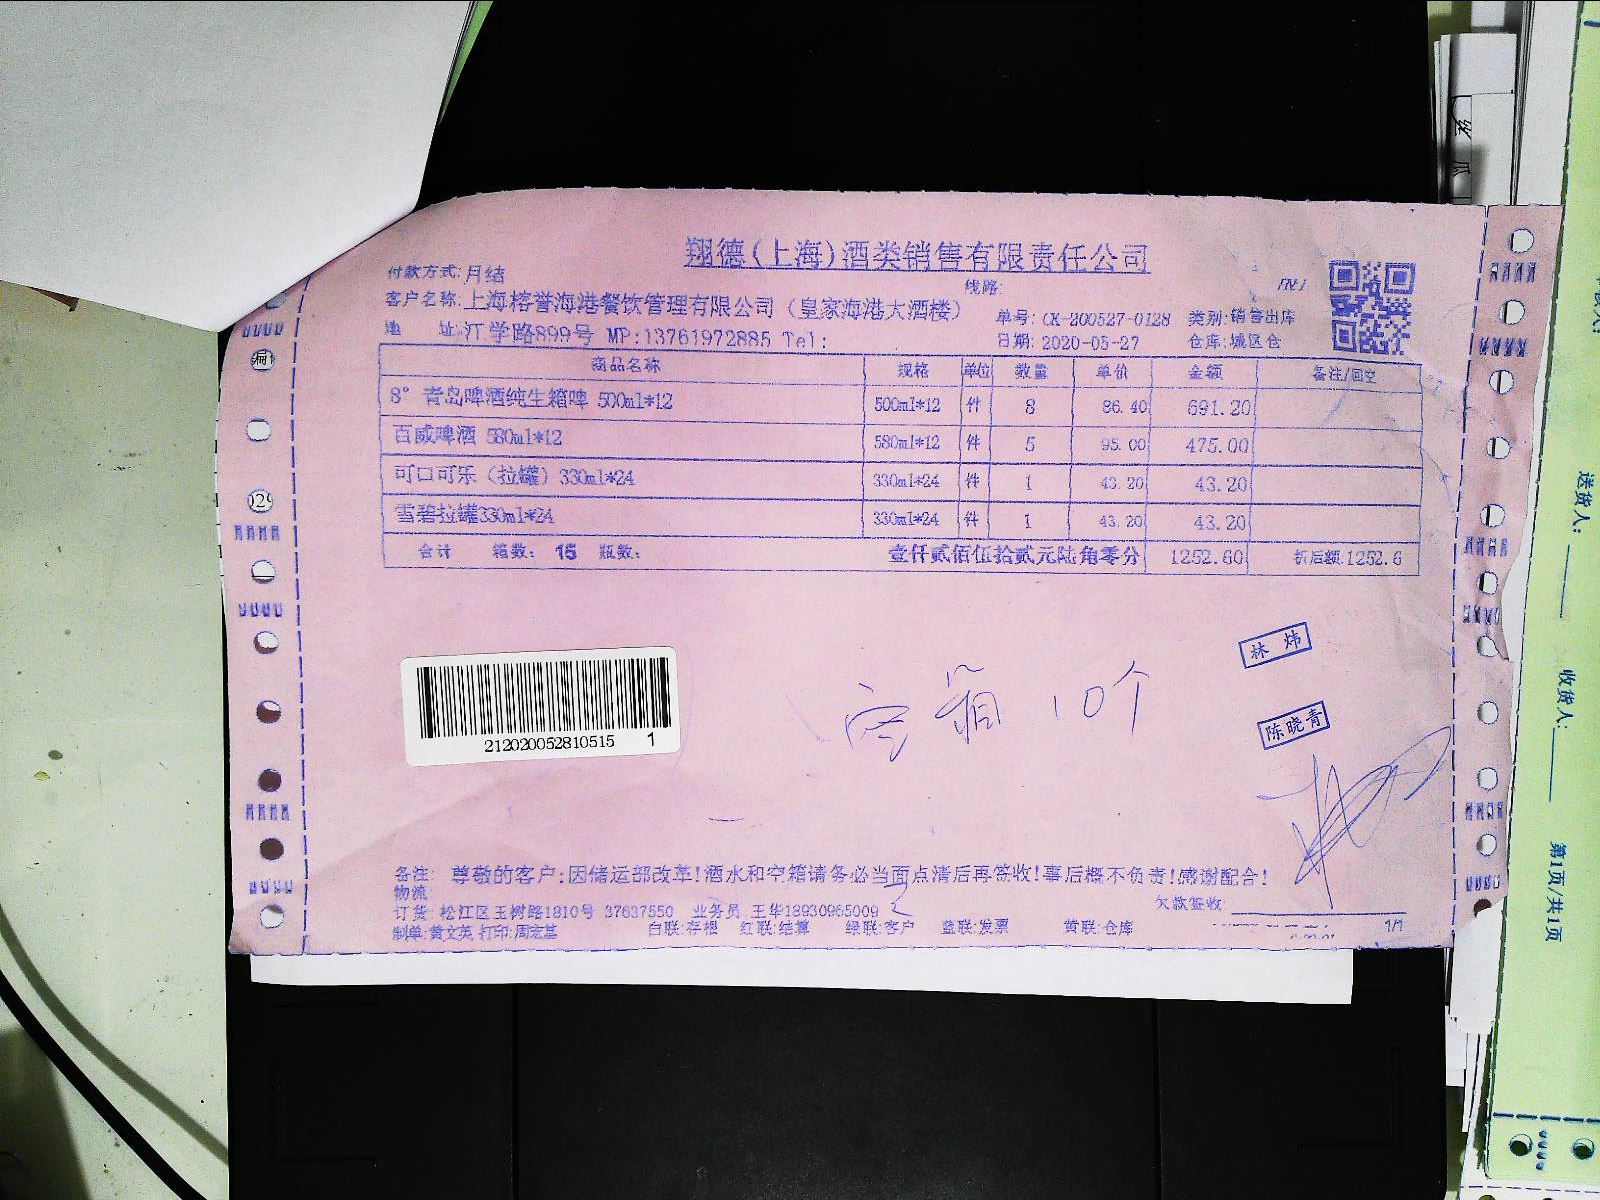 翔德(上海)酒类销售有限责任公司
付款方式:月结
线路:
客户名称:上海榕誉海港餐饮管理有限公司（皇家海港大酒楼）
单号: CK-200527-0128 类别:销售出库
地 址:江学路899号 MP:13761972885 Tel:
日期: 2020-05-27 仓库:城区仓
商品名称 规格 单位 数量 单价 金额 备注/回空
8° 青岛啤酒纯生箱啤 500ml*12 500ml*12 件 8 86.40 691.20
百威啤酒 580ml*12 580ml*12 件 5 95.00 475.00
可口可乐（拉罐）330ml*24 330ml*24 件 1 43.20 43.20
雪碧拉罐330ml*24 330ml*24 件 1 43.20 43.20
合计 箱数: 15 瓶数: 壹仟贰佰伍拾贰元陆角零分 1252.60 折后额:1252.6
林炜
空箱 10个
陈晓青
212020052810515 1
备注: 尊敬的客户:因储运部改革!酒水和空箱请务必当面点清后再签收!事后概不负责!感谢配合!
物流:
订货: 松江区玉树路1810号 37637550 业务员 王华18930965009
欠款签收:
制单:黄文英 打印:周宏基 白联:存根 红联:结算 绿联:客户 蓝联:发票 黄联:仓库 1/1
送货人:
收货人:
第1页/共1页